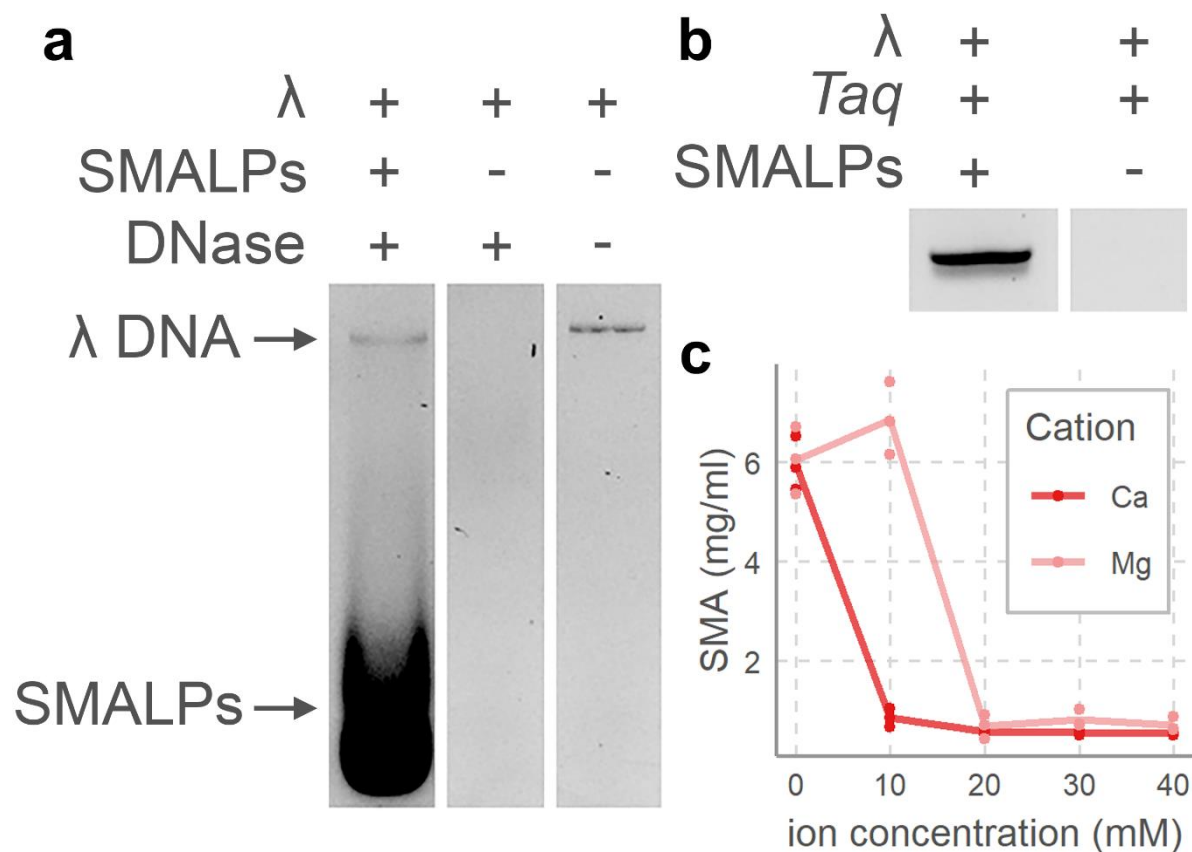 a
λ + + +
SMALPs + - -
DNase + + -
λ DNA
SMALPs
b
λ + +
Taq + +
SMALPs + -
c
SMA (mg/ml)
6
4
2
0 10 20 30 40
ion concentration (mM)
Cation
Ca
Mg